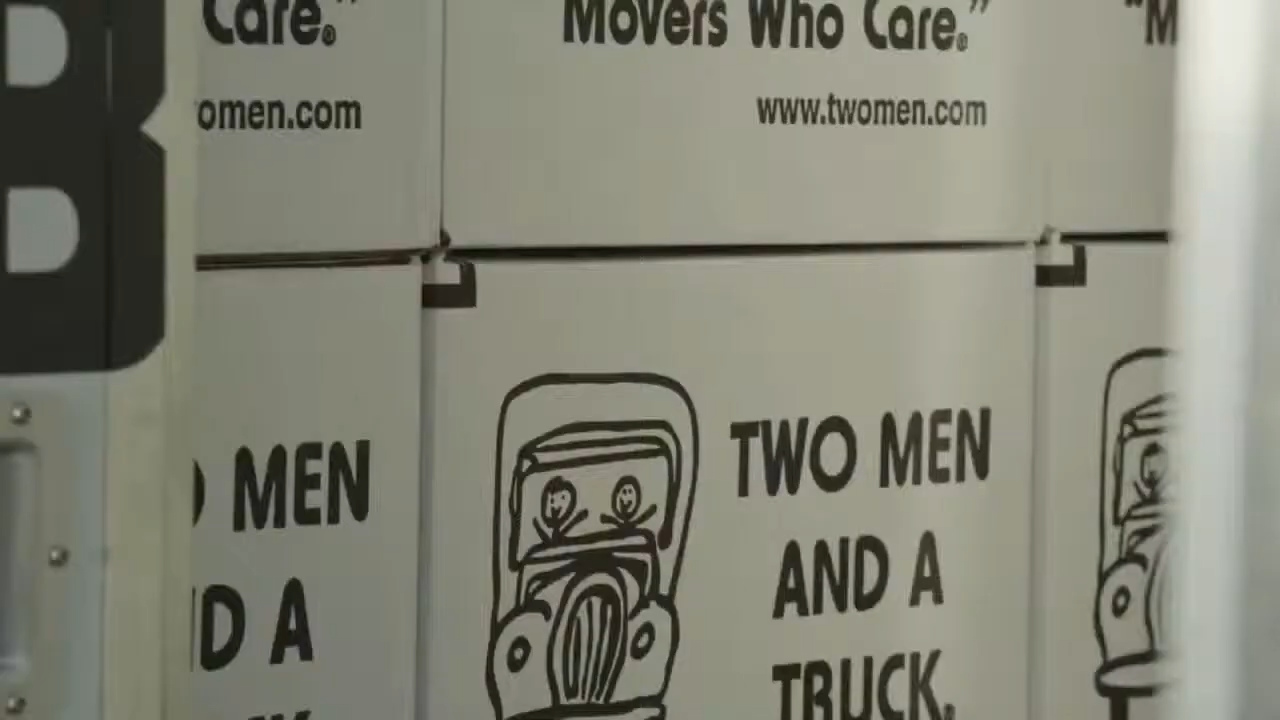 B
Care.®”
Movers Who Care.®”
“M
omen.com
www.twomen.com
MEN
TWO MEN
D A
AND A
TRUCK.